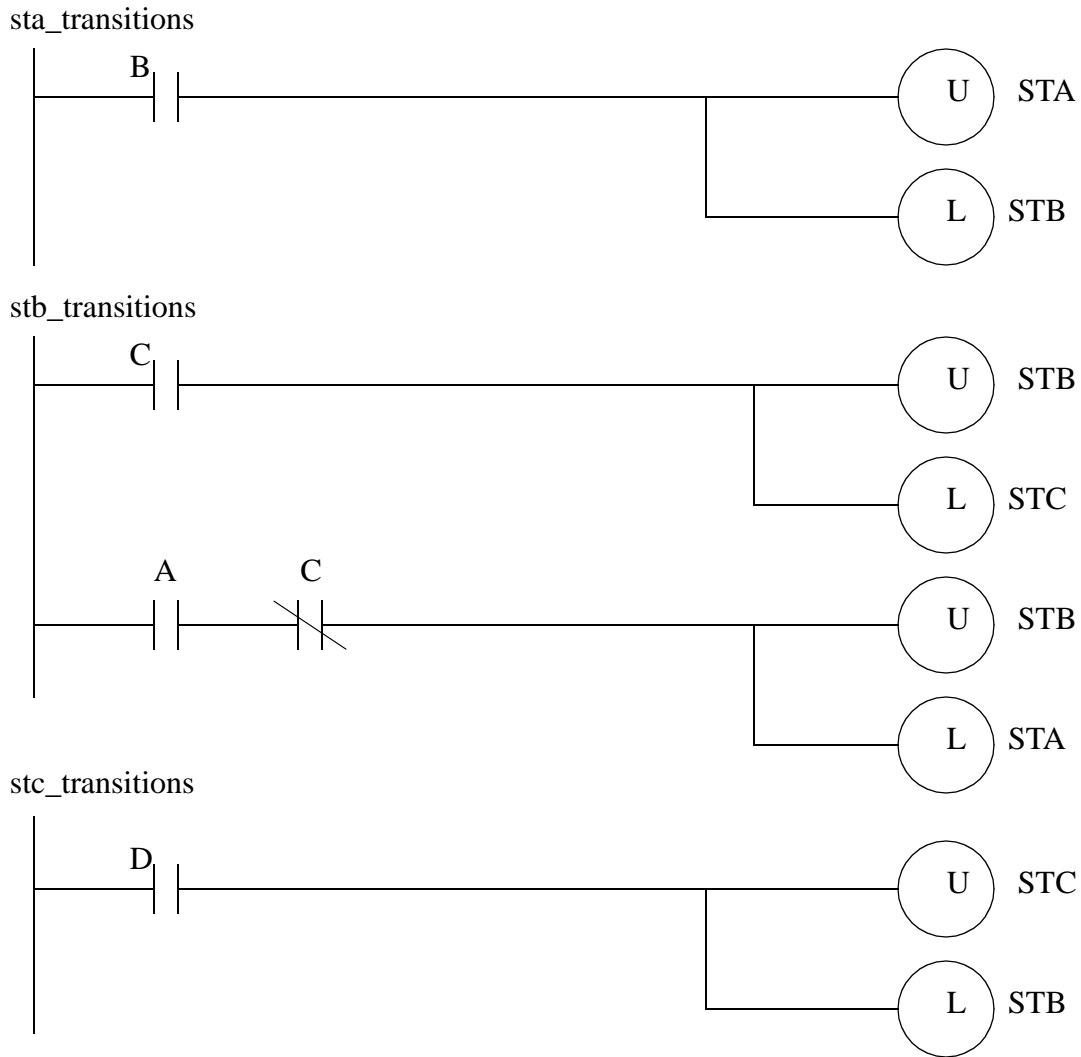 sta_transitions
B
U STA
L STB
stb_transitions
C
U STB
L STC
A C
U STB
L STA
stc_transitions
D
U STC
L STB